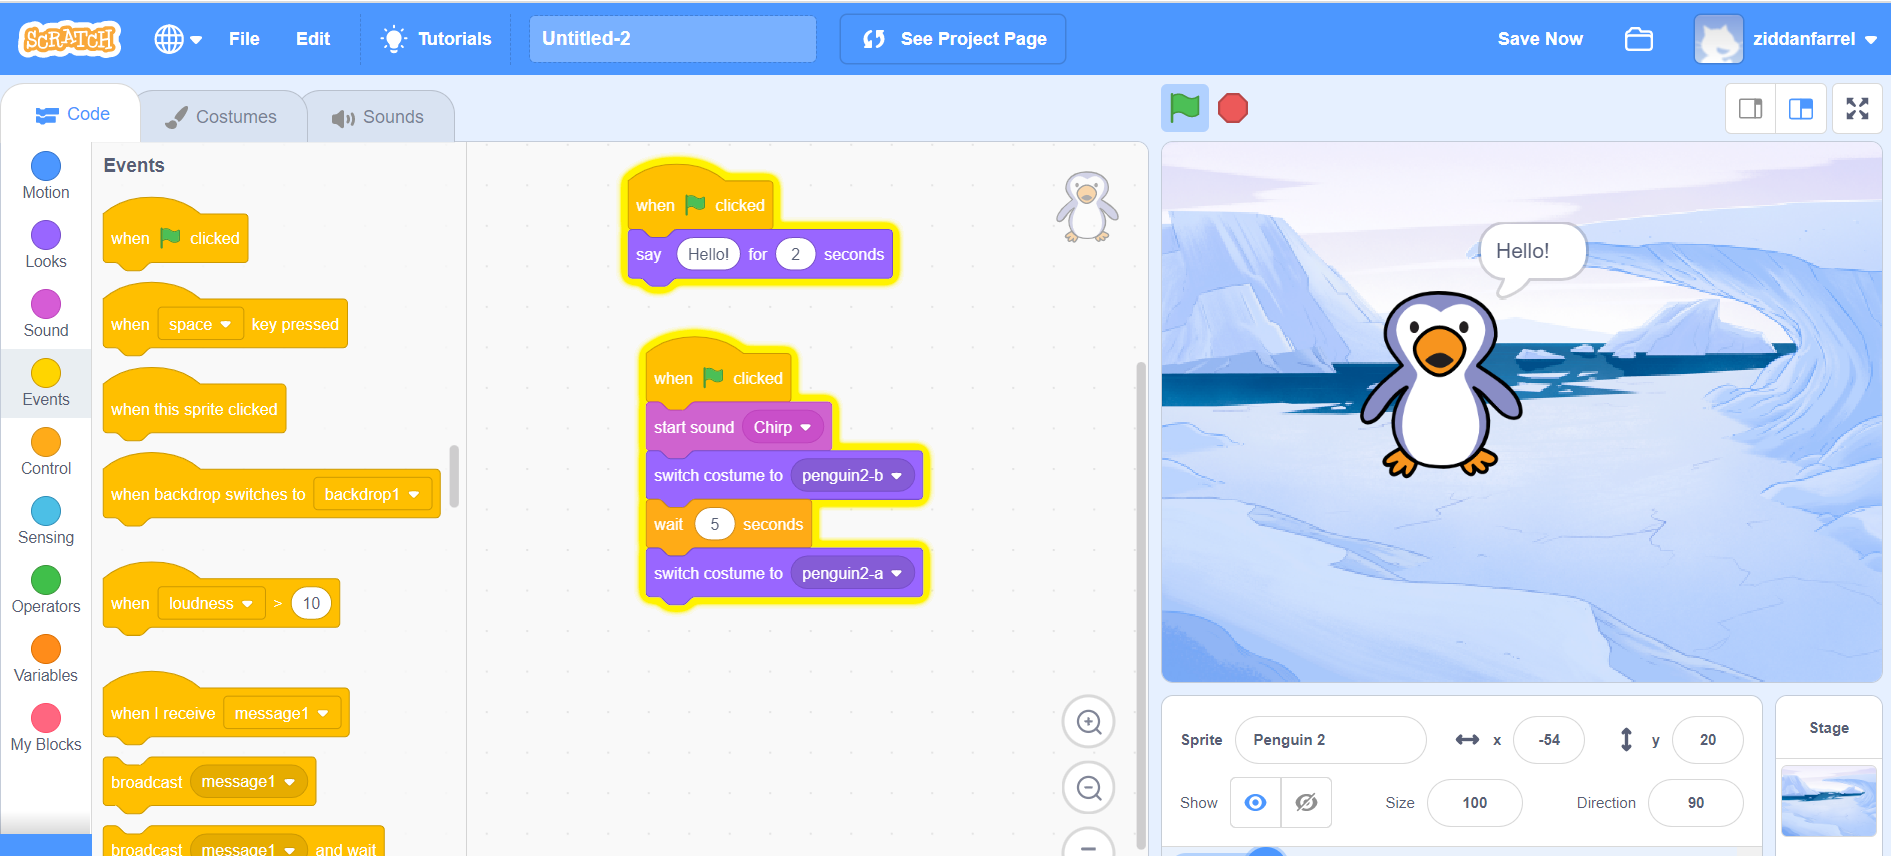 SCRATCH File Edit Tutorials Untitled-2 See Project Page Save Now ziddanfarrel
Code Costumes Sounds
Motion
Looks
Sound
Events
Control
Sensing
Operators
Variables
My Blocks
Events
when clicked
when space key pressed
when this sprite clicked
when backdrop switches to backdrop1
when loudness > 10
when I receive message1
broadcast message1
broadcast message1 and wait
when clicked
say Hello! for 2 seconds
when clicked
start sound Chirp
switch costume to penguin2-b
wait 5 seconds
switch costume to penguin2-a
Hello!
Sprite Penguin 2 x -54 y 20
Show Size 100 Direction 90
Stage